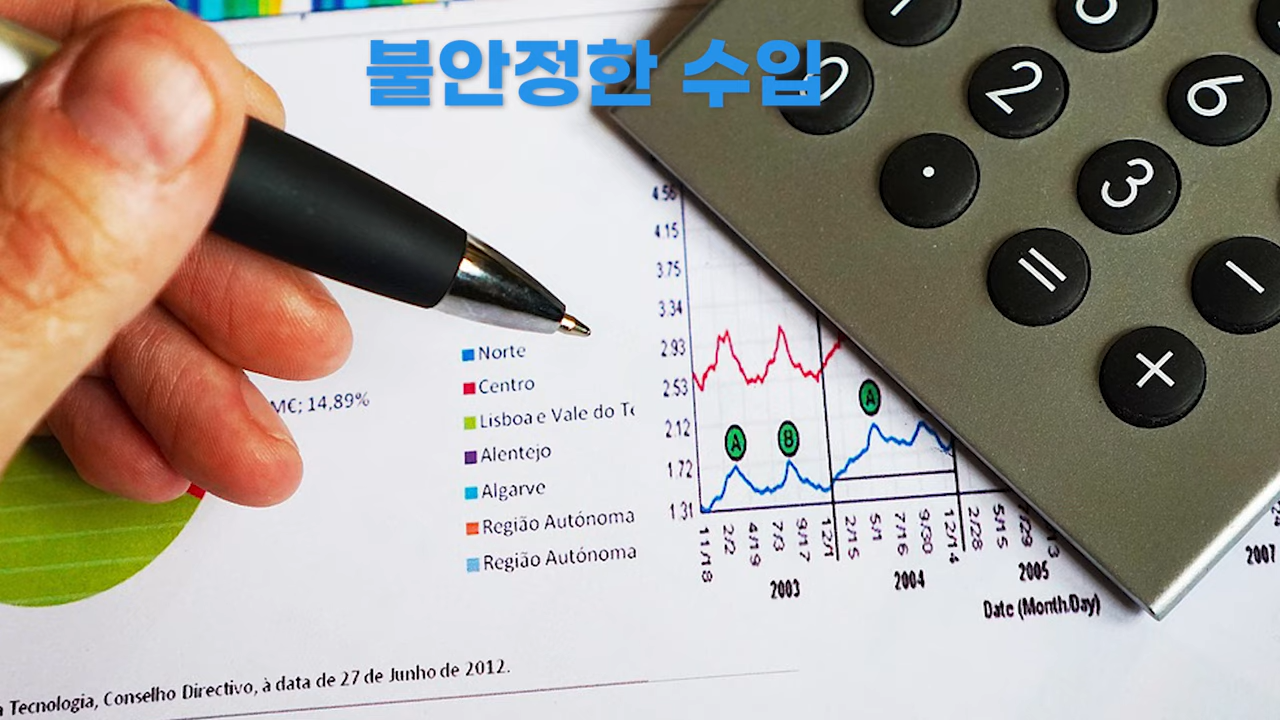 불안정한 수입
2
6
.
3
=
×
4.56
4.15
3.75
3.34
2.93
2.53
2.12
1.72
1.31
A
B
A
11/18 2/2 4/19 7/3 9/17 12/1 2/15 5/1 7/16 9/30 12/14 2/28 5/15 7/29
2003 2004 2005 2007
Date (Month/Day)
M€; 14,89%
Norte
Centro
Lisboa e Vale do
Alentejo
Algarve
Região Autónoma
Região Autónoma
Tecnologia, Conselho Directivo, à data de 27 de Junho de 2012.